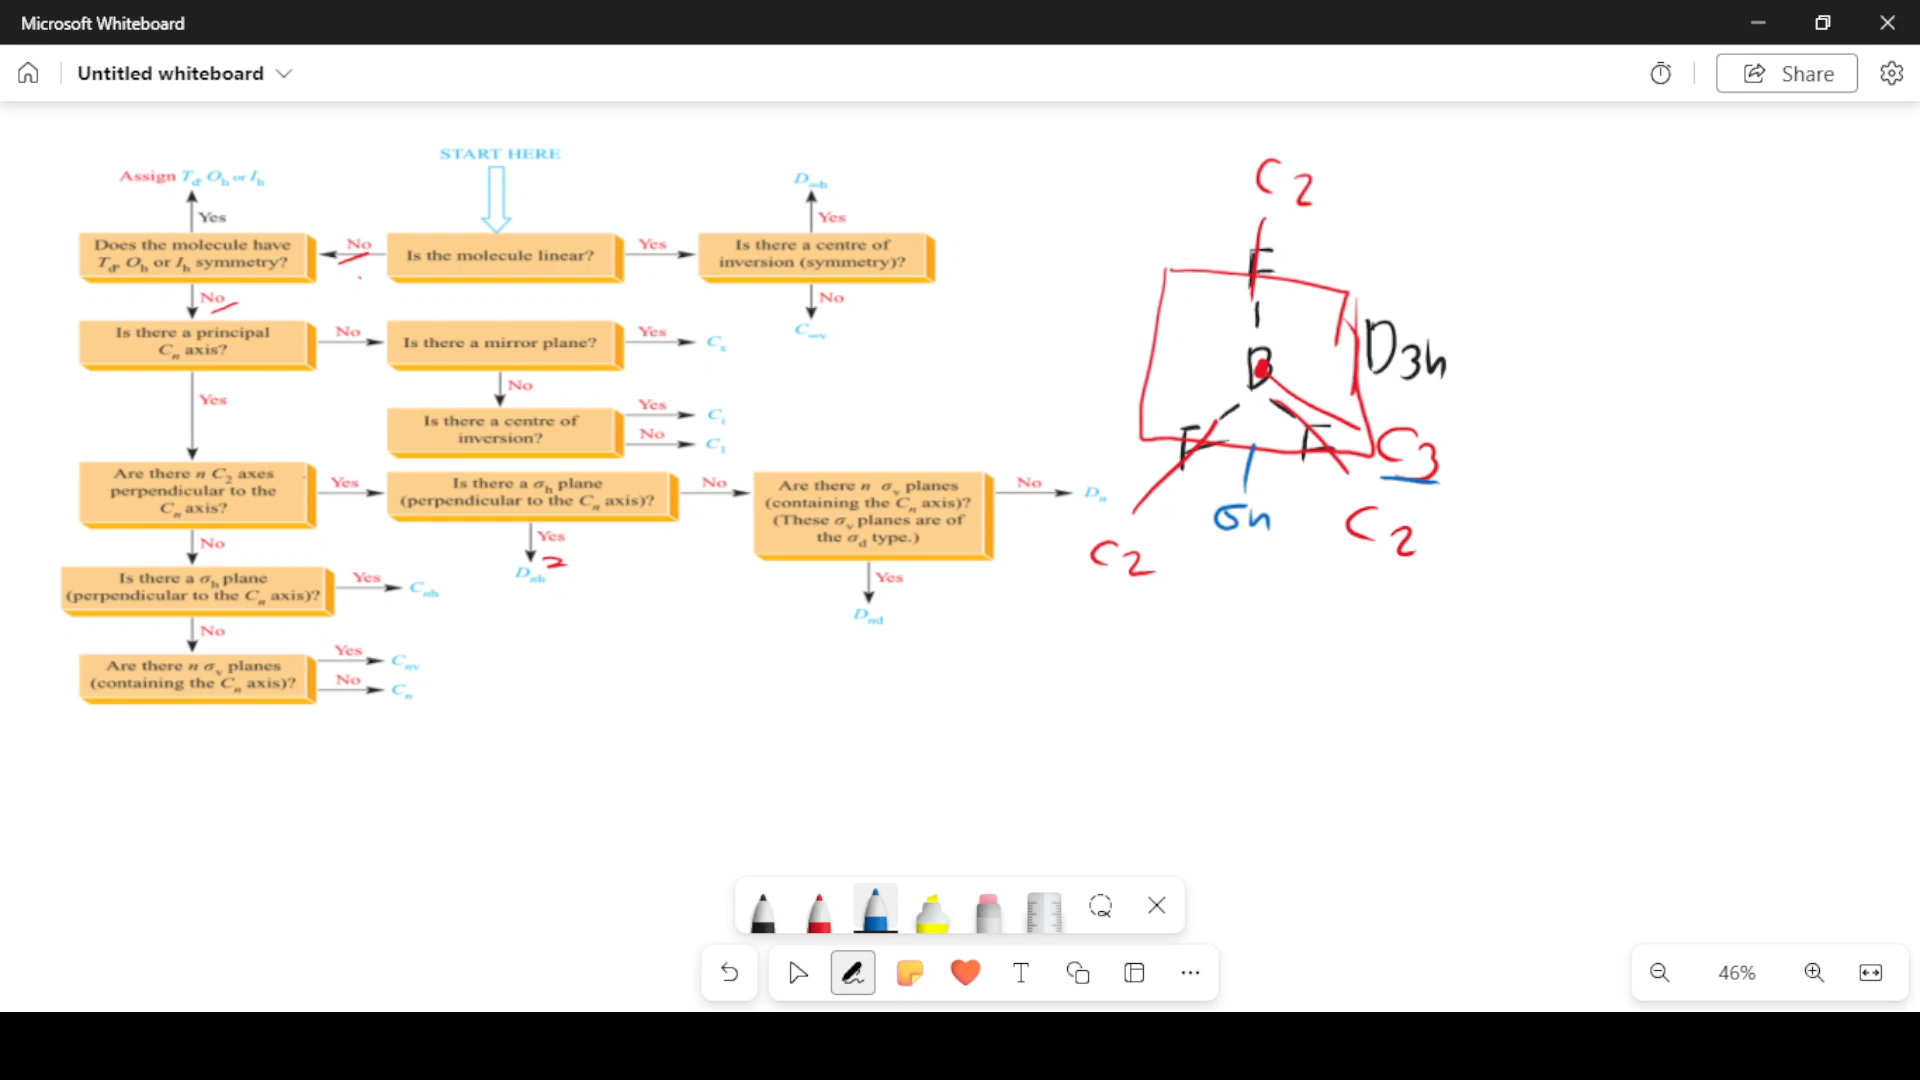 Microsoft Whiteboard
Untitled whiteboard
Share
START HERE
Assign Td, Oh or Ih
Yes
Does the molecule have
Td, Oh or Ih symmetry?
No
Is the molecule linear?
Yes
Is there a centre of
inversion (symmetry)?
D∞h
Yes
No
C∞v
No
Is there a principal
Cn axis?
No
Is there a mirror plane?
Yes
Cs
No
Is there a centre of
inversion?
Yes
Ci
No
C1
Yes
Are there n C2 axes
perpendicular to the
Cn axis?
Yes
Is there a σh plane
(perpendicular to the Cn axis)?
No
Are there n σv planes
(containing the Cn axis)?
(These σv planes are of
the σd type.)
No
Dn
Yes
Dnh
Yes
Dnd
No
Is there a σh plane
(perpendicular to the Cn axis)?
Yes
Cnh
No
Are there n σv planes
(containing the Cn axis)?
Yes
Cnv
No
Cn
C2
F
B
D3h
F
F
C3
σh
C2
C2
46%